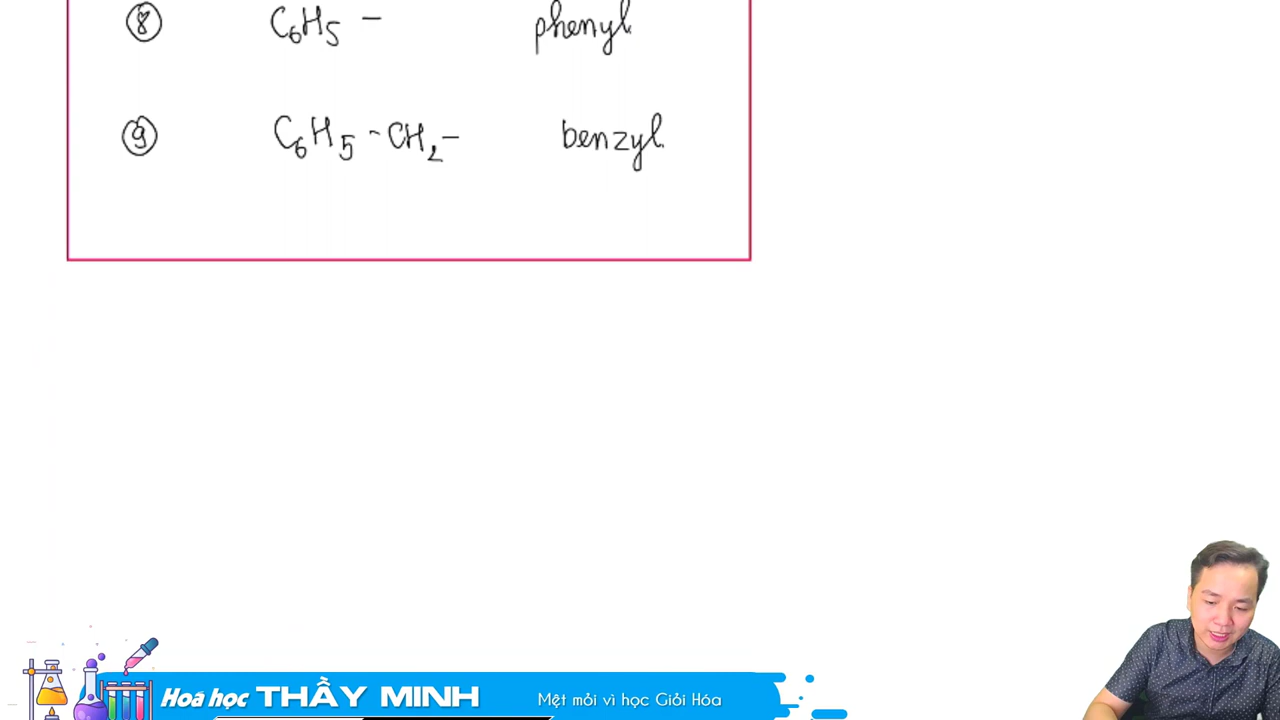 ⑧ C₆H₅ – phenyl.
⑨ C₆H₅ – CH₂ – benzyl.
Hoá học THẦY MINH Mệt mỏi vì học Giỏi Hóa